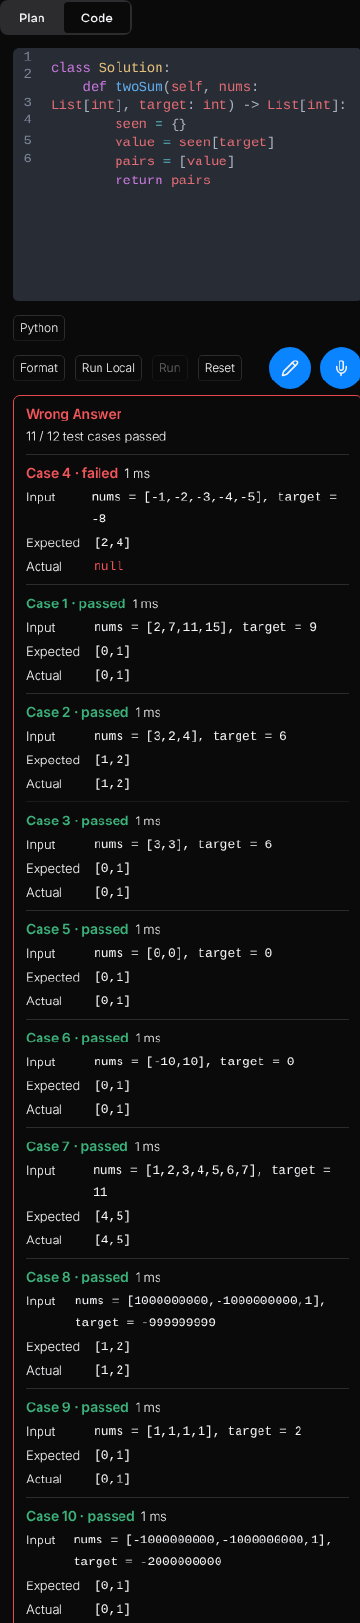 Plan Code
1 class Solution:
2 def twoSum(self, nums:
List[int], target: int) -> List[int]:
3 seen = {}
4 value = seen[target]
5 pairs = [value]
6 return pairs
Python
Format Run Local Run Reset
Wrong Answer
11 / 12 test cases passed
Case 4 · failed 1 ms
Input nums = [-1,-2,-3,-4,-5], target =
-8
Expected [2,4]
Actual null
Case 1 · passed 1 ms
Input nums = [2,7,11,15], target = 9
Expected [0,1]
Actual [0,1]
Case 2 · passed 1 ms
Input nums = [3,2,4], target = 6
Expected [1,2]
Actual [1,2]
Case 3 · passed 1 ms
Input nums = [3,3], target = 6
Expected [0,1]
Actual [0,1]
Case 5 · passed 1 ms
Input nums = [0,0], target = 0
Expected [0,1]
Actual [0,1]
Case 6 · passed 1 ms
Input nums = [-10,10], target = 0
Expected [0,1]
Actual [0,1]
Case 7 · passed 1 ms
Input nums = [1,2,3,4,5,6,7], target =
11
Expected [4,5]
Actual [4,5]
Case 8 · passed 1 ms
Input nums = [1000000000,-1000000000,1],
target = -999999999
Expected [1,2]
Actual [1,2]
Case 9 · passed 1 ms
Input nums = [1,1,1,1], target = 2
Expected [0,1]
Actual [0,1]
Case 10 · passed 1 ms
Input nums = [-1000000000,-1000000000,1],
target = -2000000000
Expected [0,1]
Actual [0,1]